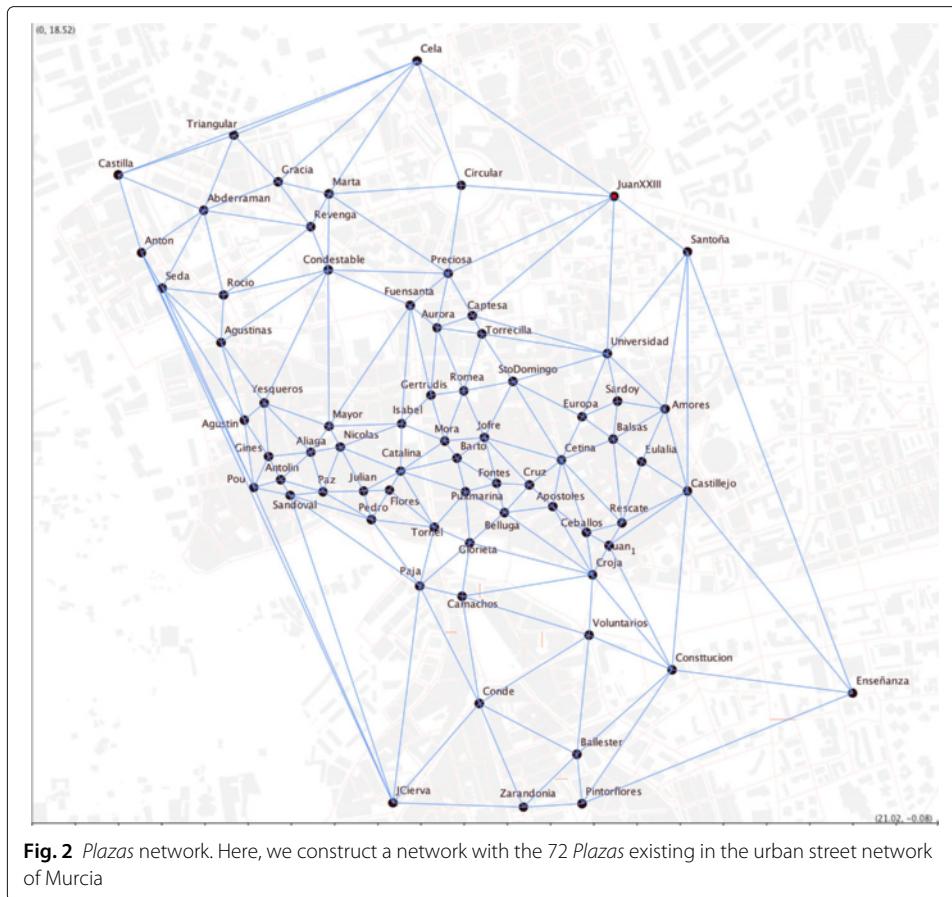 (0, 18.52)
Cela
Triangular
Castilla
Gracia
Marta
Circular
JuanXXIII
Abderraman
Revenga
Santoña
Anton
Condestable
Preciosa
Seda
Rocio
Fuensanta
Captesa
Aurora
Torrecilla
Agustinas
Universidad
StoDomingo
Yesqueros
Gertrudis
Romea
Sardoy
Europa
Amores
Agustin
Mayor
Isabel
Jofre
Mora
Balsas
Gines
Aliaga
Nicolas
Barto
Cetina
Eulalia
Antolin
Catalina
Pou
Paz
Julian
Fontes
Cruz
Castillejo
Sandoval
Flores
Puxmarina
Apostoles
Pedro
Rescate
Tornel
Belluga
Ceballos
Glorieta
Juan1
Croja
Paja
Camachos
Voluntarios
Consttucion
Enseñanza
Conde
Ballester
JCierva
Zarandonia
Pintorflores
(21.02, -0.08)
Fig. 2 Plazas network. Here, we construct a network with the 72 Plazas existing in the urban street network
of Murcia